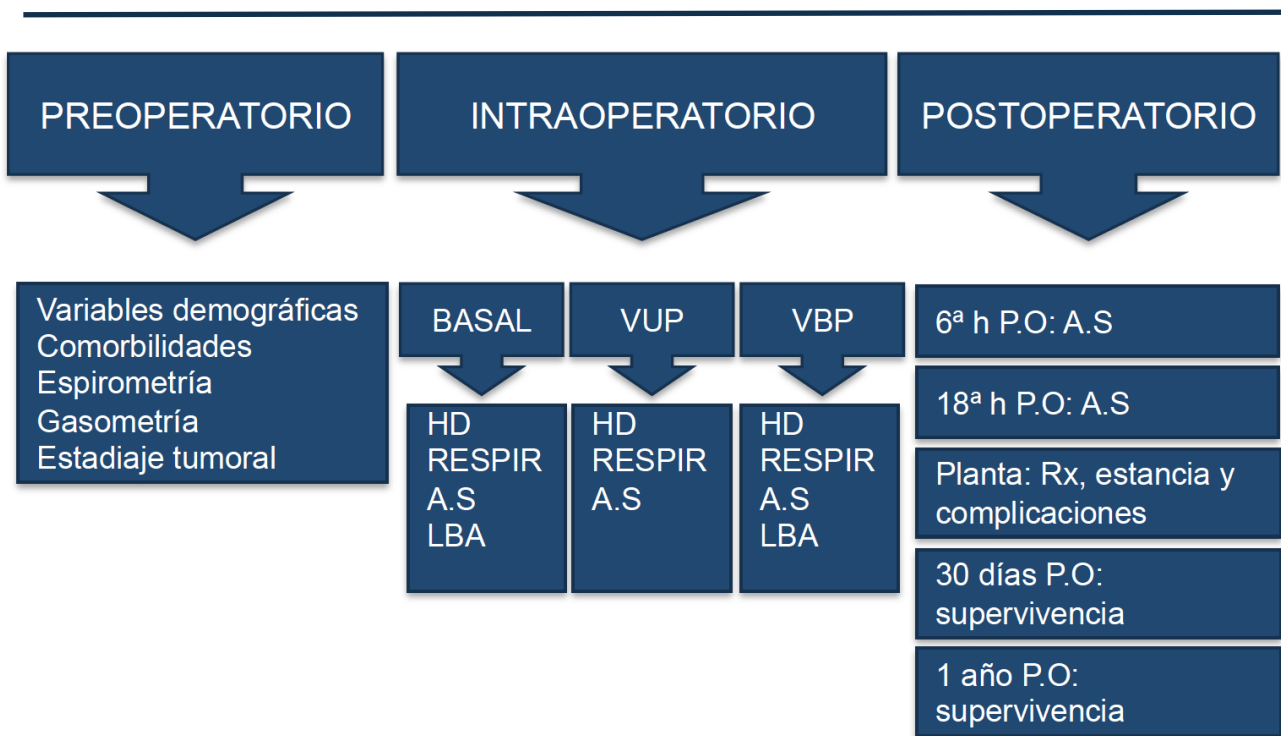 PREOPERATORIO
INTRAOPERATORIO
POSTOPERATORIO
Variables demográficas
Comorbilidades
Espirometría
Gasometría
Estadiaje tumoral
BASAL
HD
RESPIR
A.S
LBA
VUP
HD
RESPIR
A.S
VBP
HD
RESPIR
A.S
LBA
6ª h P.O: A.S
18ª h P.O: A.S
Planta: Rx, estancia y
complicaciones
30 días P.O:
supervivencia
1 año P.O:
supervivencia